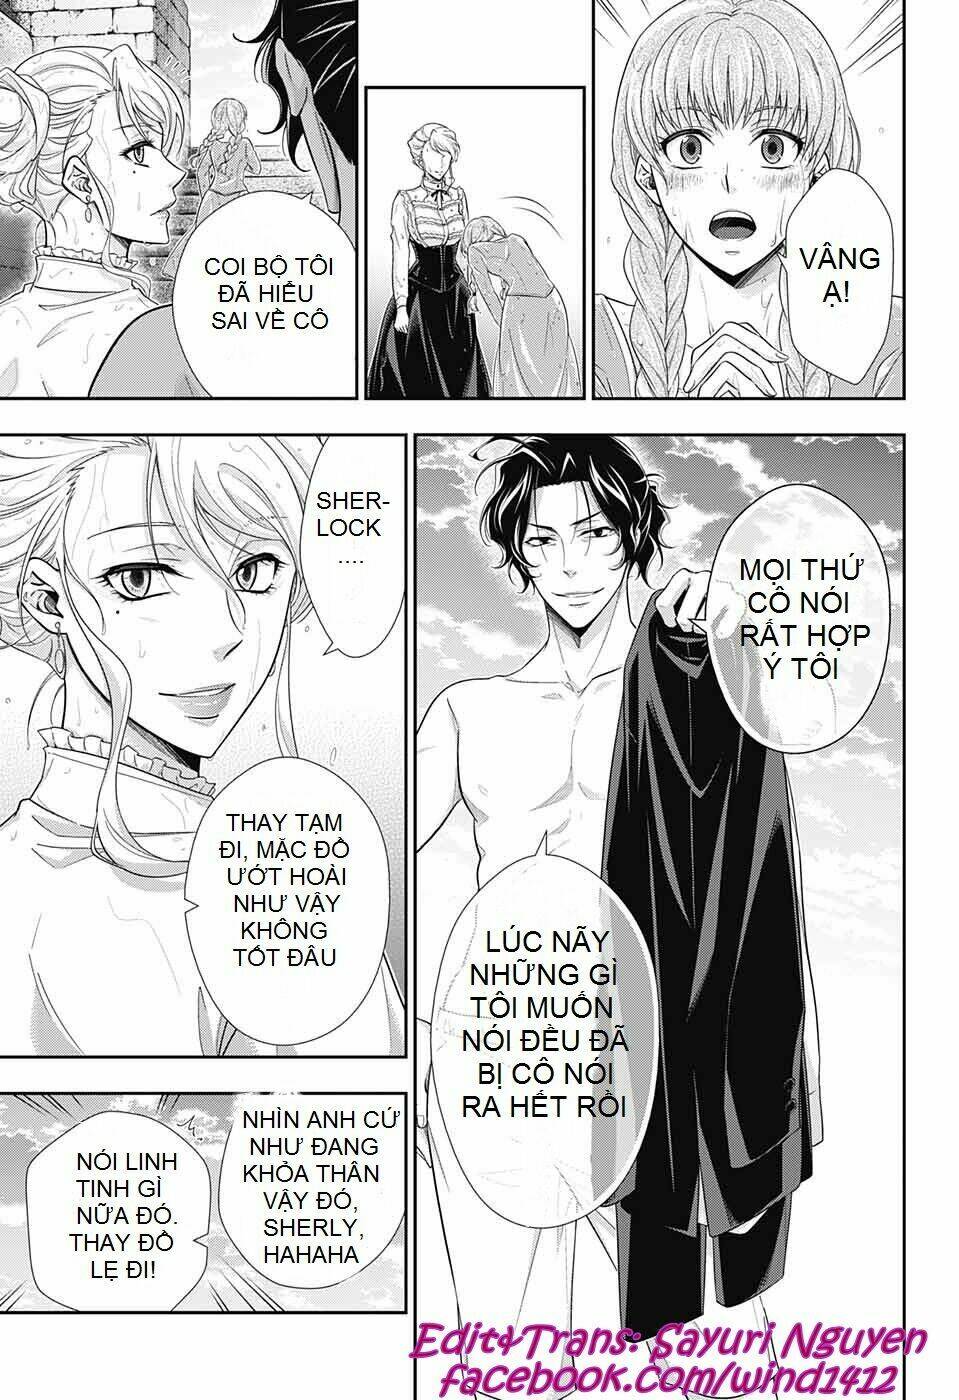 VÂNG
Ạ!
COI BỘ TÔI
ĐÃ HIỂU
SAI VỀ CÔ
MỌI THỨ
CÔ NÓI
RẤT HỢP
Ý TÔI
LÚC NÃY
NHỮNG GÌ
TÔI MUỐN
NÓI ĐỀU ĐÃ
BỊ CÔ NÓI
RA HẾT RỒI
SHER-
LOCK
....
THAY TẠM
ĐI, MẶC ĐỒ
ƯỚT HOÀI
NHƯ VẬY
KHÔNG
TỐT ĐÂU
NHÌN ANH CỨ
NHƯ ĐANG
KHỎA THÂN
VẬY ĐÓ,
SHERLY,
HAHAHA
NÓI LINH
TINH GÌ
NỮA ĐÓ.
THAY ĐỒ
LẸ ĐI!
Edit&Trans: Sayuri Nguyen
facebook.com/wind1412